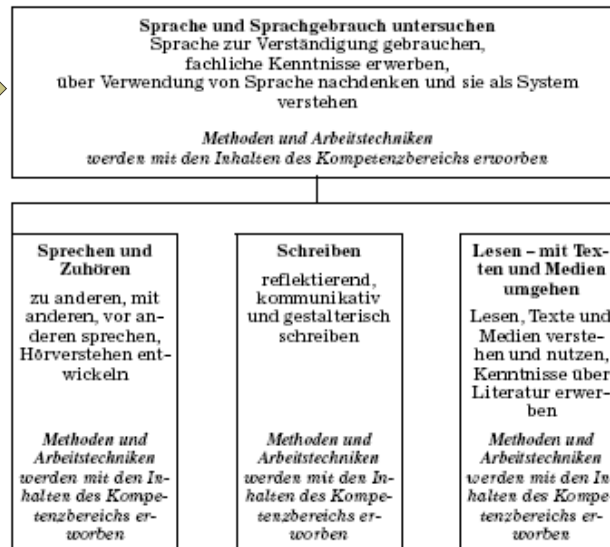 Sprache und Sprachgebrauch untersuchen
Sprache zur Verständigung gebrauchen,
fachliche Kenntnisse erwerben,
über Verwendung von Sprache nachdenken und sie als System
verstehen
Methoden und Arbeitstechniken
werden mit den Inhalten des Kompetenzbereichs erworben
Sprechen und
Zuhören
zu anderen, mit
anderen, vor an-
deren sprechen,
Hörverstehen ent-
wickeln
Methoden und
Arbeitstechniken
werden mit den In-
halten des Kompe-
tenzbereichs er-
worben
Schreiben
reflektierend,
kommunikativ
und gestalterisch
schreiben
Methoden und
Arbeitstechniken
werden mit den In-
halten des Kompe-
tenzbereichs er-
worben
Lesen – mit Tex-
ten und Medien
umgehen
Lesen, Texte und
Medien verste-
hen und nutzen,
Kenntnisse über
Literatur erwer-
ben
Methoden und
Arbeitstechniken
werden mit den In-
halten des Kompe-
tenzbereichs er-
worben